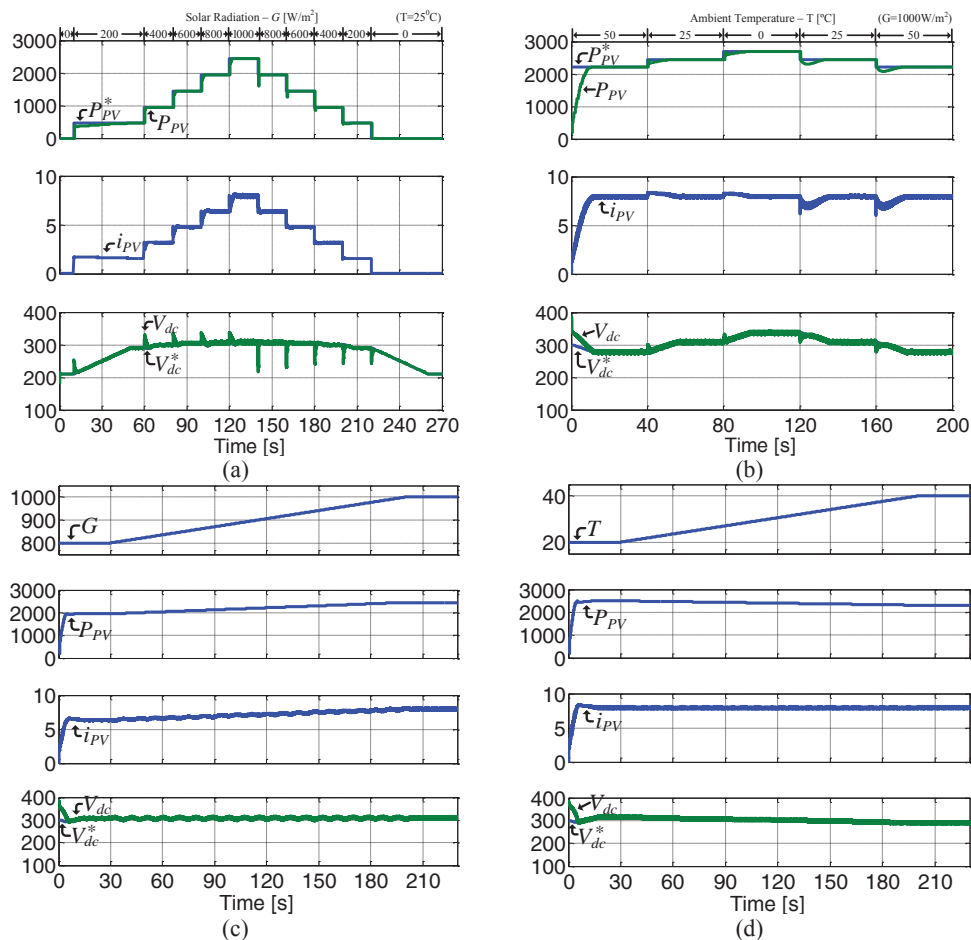 Solar Radiation – G [W/m²] (T=25⁰C)
0 200 400 600 800 1000 800 600 400 200 0
3000
2000
1000
0
P*PV
PPV
10
5
0
iPV
400
300
200
100
Vdc
V*dc
0 30 60 90 120 150 180 210 240 270
Time [s]
(a)
Ambient Temperature – T [ºC] (G=1000W/m²)
50 25 0 25 50
3000
2000
1000
0
P*PV
PPV
10
5
0
iPV
400
300
200
100
Vdc
V*dc
0 40 80 120 160 200
Time [s]
(b)
1000
900
800
G
3000
2000
1000
0
PPV
10
5
0
iPV
400
300
200
100
Vdc
V*dc
0 30 60 90 120 150 180 210
Time [s]
(c)
40
20
T
3000
2000
1000
0
PPV
10
5
0
iPV
400
300
200
100
Vdc
V*dc
0 30 60 90 120 150 180 210
Time [s]
(d)